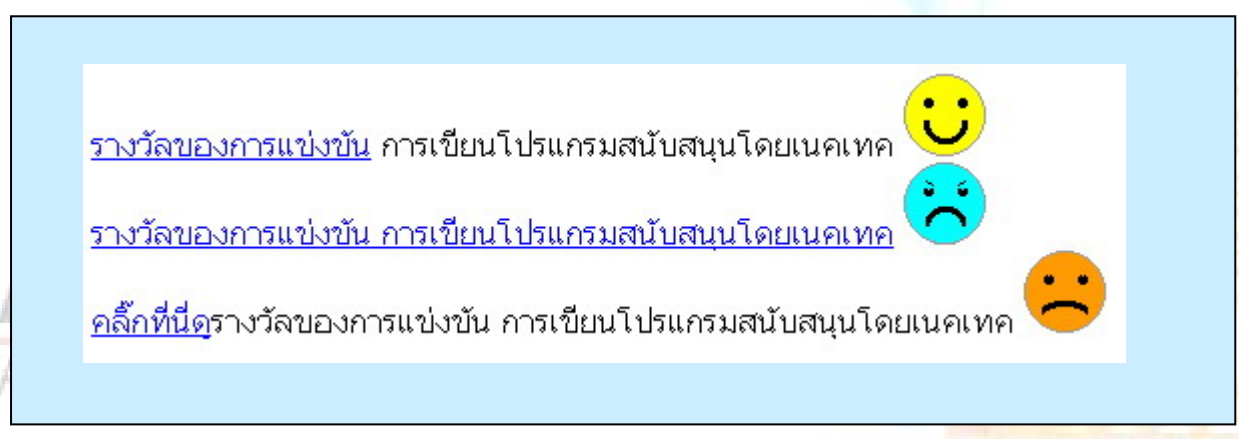 รางวัลของการแข่งขัน การเขียนโปรแกรมสนับสนุนโดยเนคเทค
รางวัลของการแข่งขัน การเขียนโปรแกรมสนับสนุนโดยเนคเทค
คลิ๊กที่นี่ดูรางวัลของการแข่งขัน การเขียนโปรแกรมสนับสนุนโดยเนคเทค